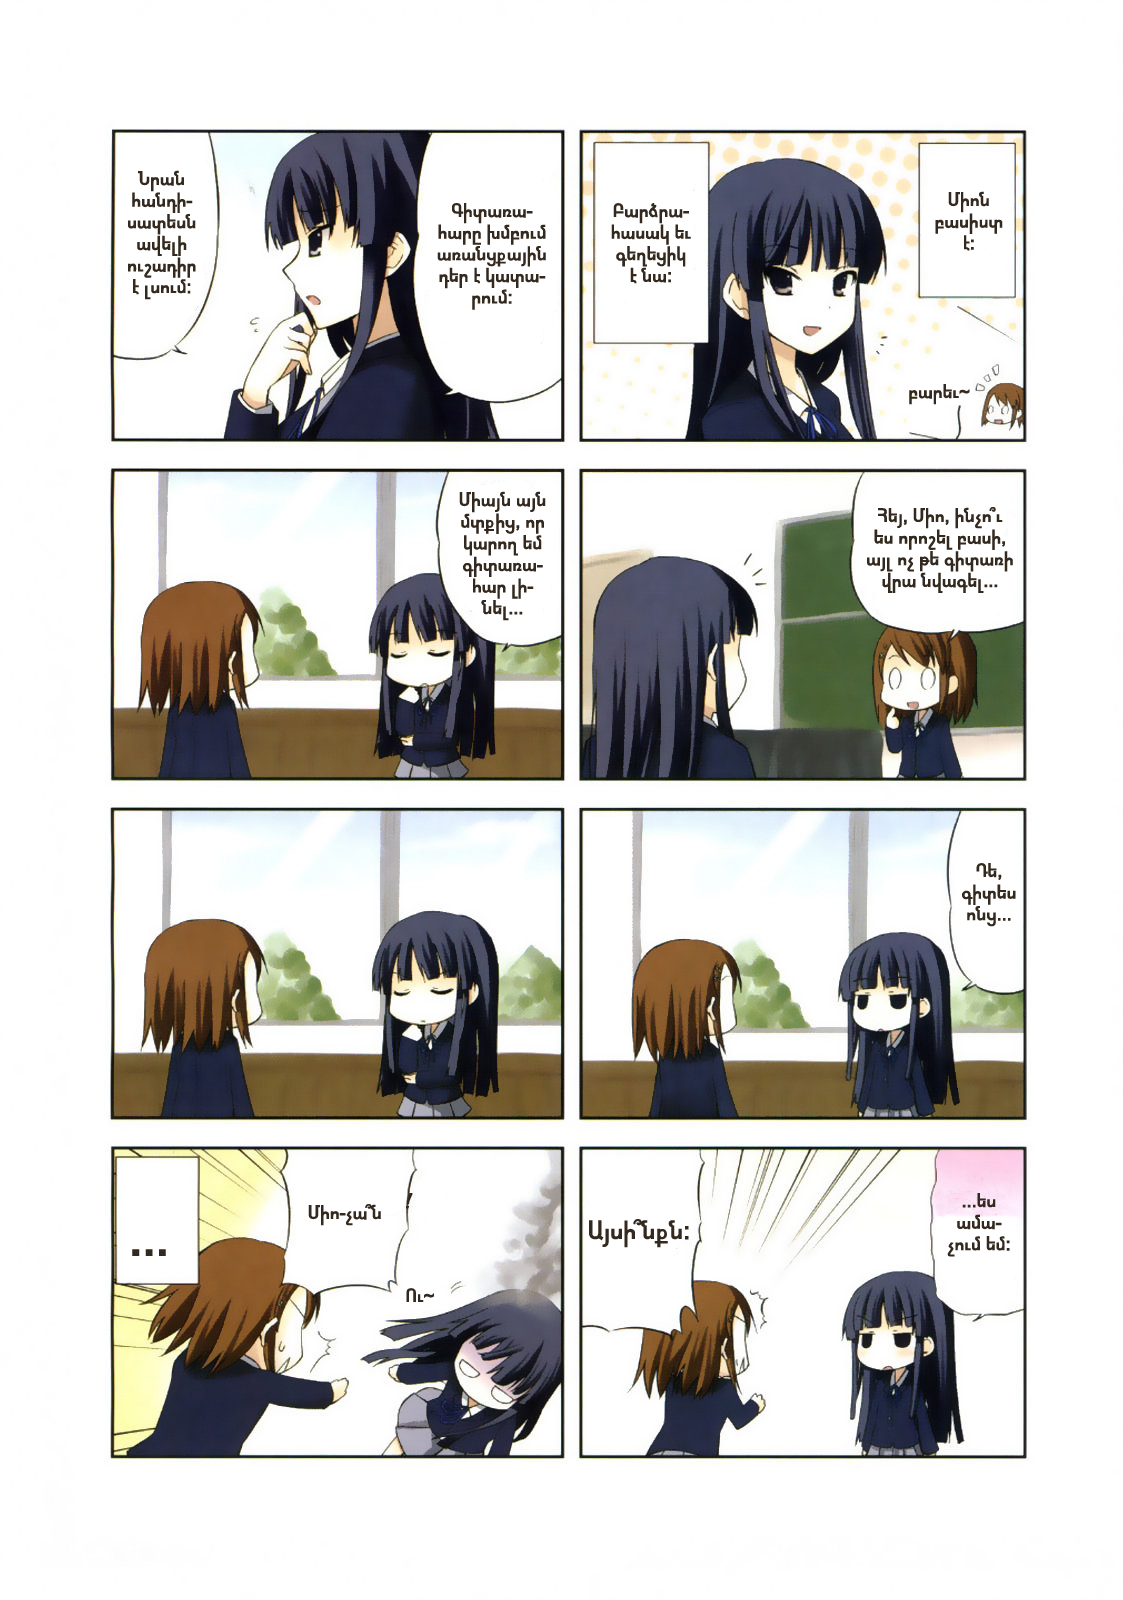 Միոն
բասիստ
է:
Բարձրա-
հասակ եւ
գեղեցիկ
է նա:
բարեւ~
Հեյ, Միո, ինչո՞ւ
ես որոշել բասի,
այլ ոչ թե գիտառի
վրա նվագել...
Դե,
գիտես
ոնց...
...ես
ամա-
չում եմ:
Այսի՞նքն:
Գիտառա-
հարը խմբում
առանցքային
դեր է կատա-
րում:
Նրան
հանդի-
սատեսն
ավելի
ուշադիր
է լսում:
Միայն այն
մտքից, որ
կարող եմ
գիտառա-
հար լի-
նել...
Միո-չա՞ն
Ու~
...